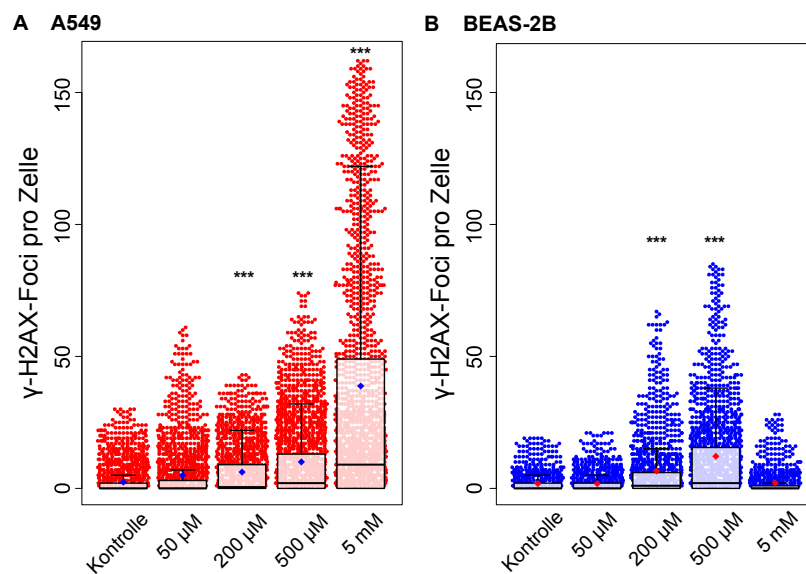 A A549
B BEAS-2B
γ-H2AX-Foci pro Zelle
150
100
50
0
***
***
***
Kontrolle
50 µM
200 µM
500 µM
5 mM
γ-H2AX-Foci pro Zelle
150
100
50
0
***
***
Kontrolle
50 µM
200 µM
500 µM
5 mM